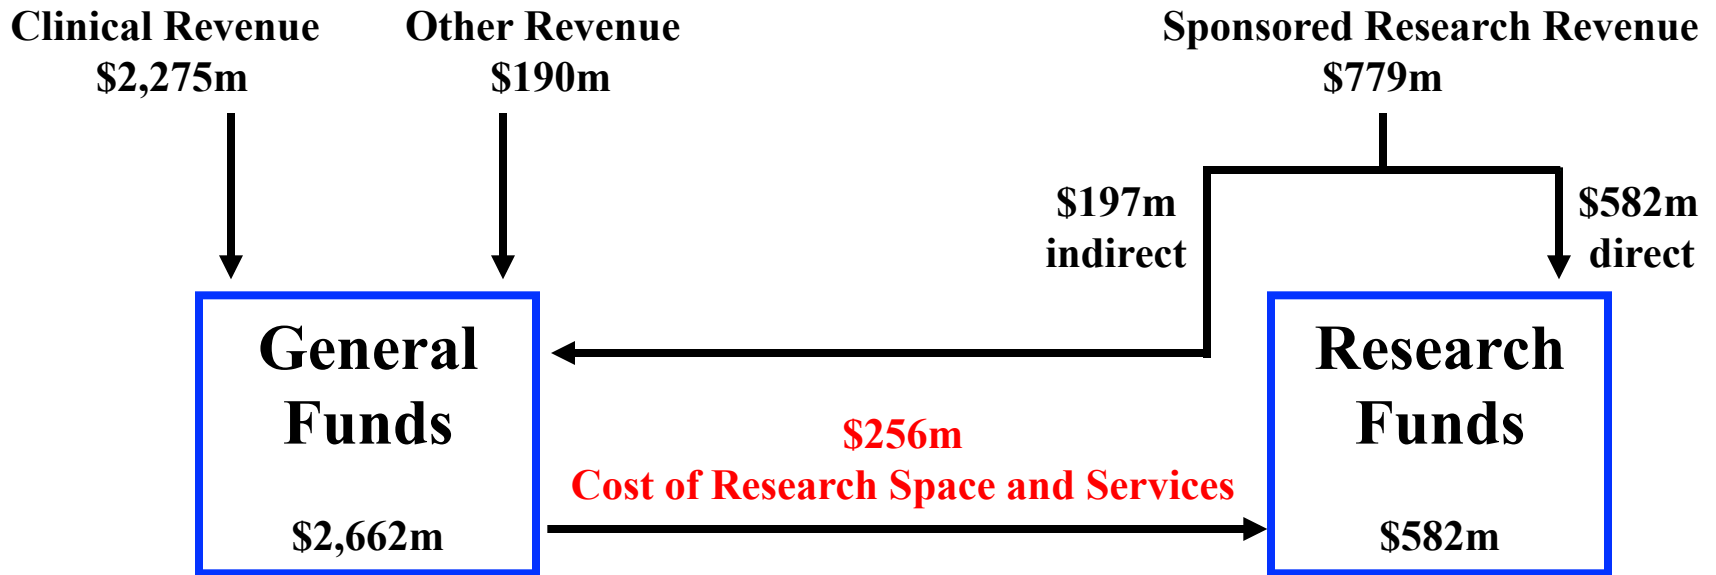 Clinical Revenue
$2,275m
Other Revenue
$190m
Sponsored Research Revenue
$779m
$197m
indirect
$582m
direct
General
Funds
$2,662m
$256m
Cost of Research Space and Services
Research
Funds
$582m